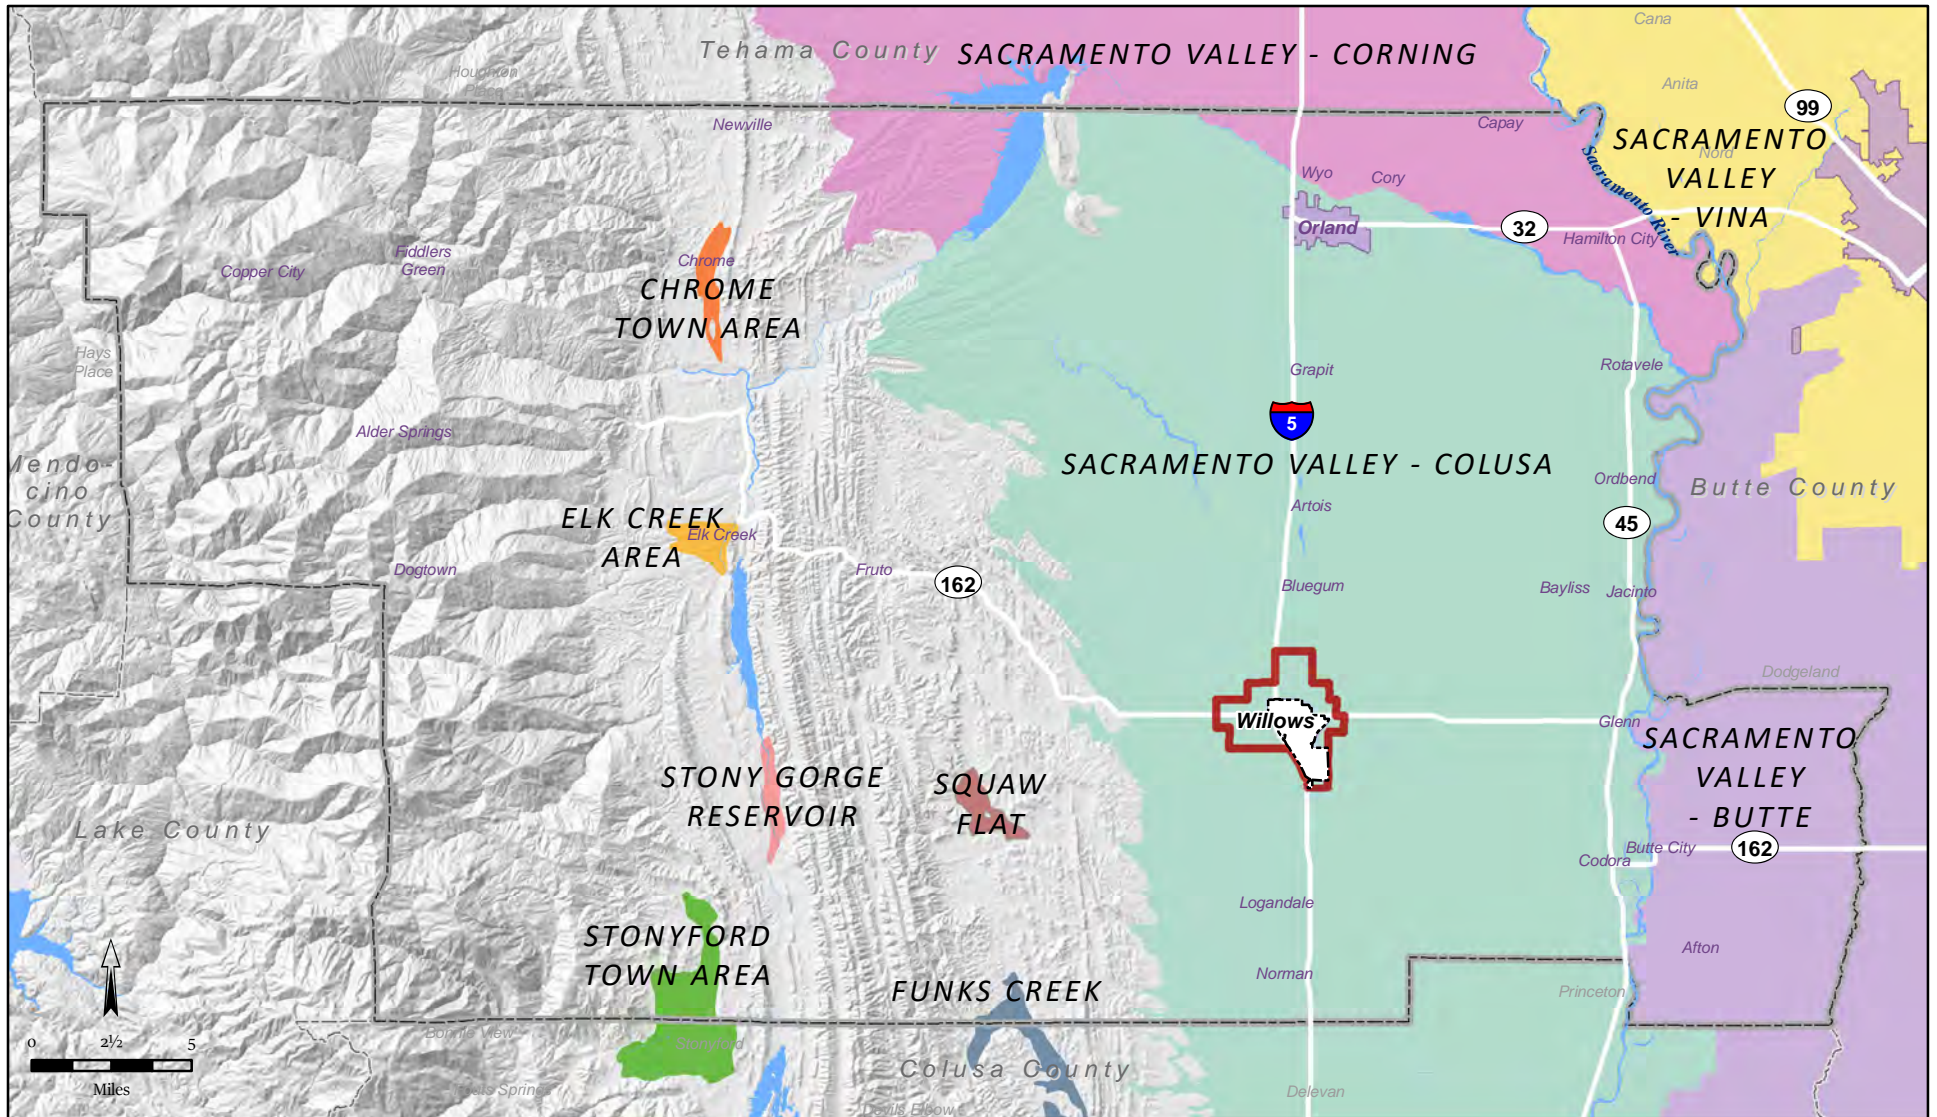 Cana
Tehama County
SACRAMENTO VALLEY - CORNING
Houghton
Place
Anita
99
Newville
Capay
SACRAMENTO
VALLEY
- VINA
Nord
Sacramento River
Wyo
Cory
Orland
32
Hamilton City
Fiddlers
Green
Copper City
Chrome
CHROME
TOWN AREA
Hays
Place
Grapit
Rotavele
5
Alder Springs
Mendo-
cino
County
SACRAMENTO VALLEY - COLUSA
Ordbend
Butte County
Artois
45
ELK CREEK
AREA
Elk Creek
Dogtown
Fruto
162
Bluegum
Bayliss
Jacinto
Dodgeland
Willows
Glenn
SACRAMENTO
VALLEY
- BUTTE
STONY GORGE
RESERVOIR
SQUAW
FLAT
Lake County
Butte City
162
Codora
Logandale
STONYFORD
TOWN AREA
Afton
Norman
FUNKS CREEK
Princeton
Bonnie View
Stonyford
0 2½ 5
Miles
Colusa County
Delevan
Devils Elbow